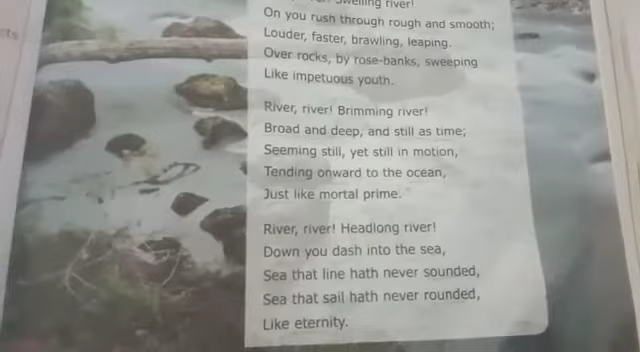 Swelling river!
On you rush through rough and smooth;
Louder, faster, brawling, leaping.
Over rocks, by rose-banks, sweeping
Like impetuous youth.
River, river! Brimming river!
Broad and deep, and still as time;
Seeming still, yet still in motion,
Tending onward to the ocean,
Just like mortal prime.
River, river! Headlong river!
Down you dash into the sea,
Sea that line hath never sounded,
Sea that sail hath never rounded,
Like eternity.